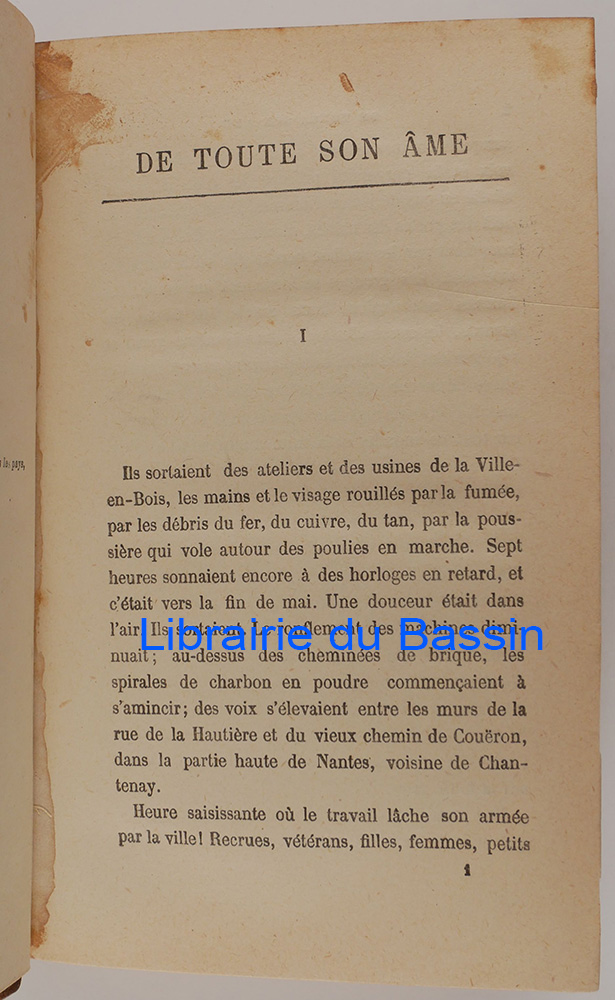 DE TOUTE SON ÂME
I
Ils sortaient des ateliers et des usines de la Ville-
en-Bois, les mains et le visage rouillés par la fumée,
par les débris du fer, du cuivre, du tan, par la pous-
sière qui vole autour des poulies en marche. Sept
heures sonnaient encore à des horloges en retard, et
c'était vers la fin de mai. Une douceur était dans
l'air. Ils sortaient. Le ronflement des machines dimi-
Librairie du Bassin
nuait; au-dessus des cheminées de brique, les
spirales de charbon en poudre commençaient à
s'amincir; des voix s'élevaient entre les murs de la
rue de la Hautière et du vieux chemin de Couëron,
dans la partie haute de Nantes, voisine de Chan-
tenay.
Heure saisissante où le travail lâche son armée
par la ville! Recrues, vétérans, filles, femmes, petits
1
les pays,